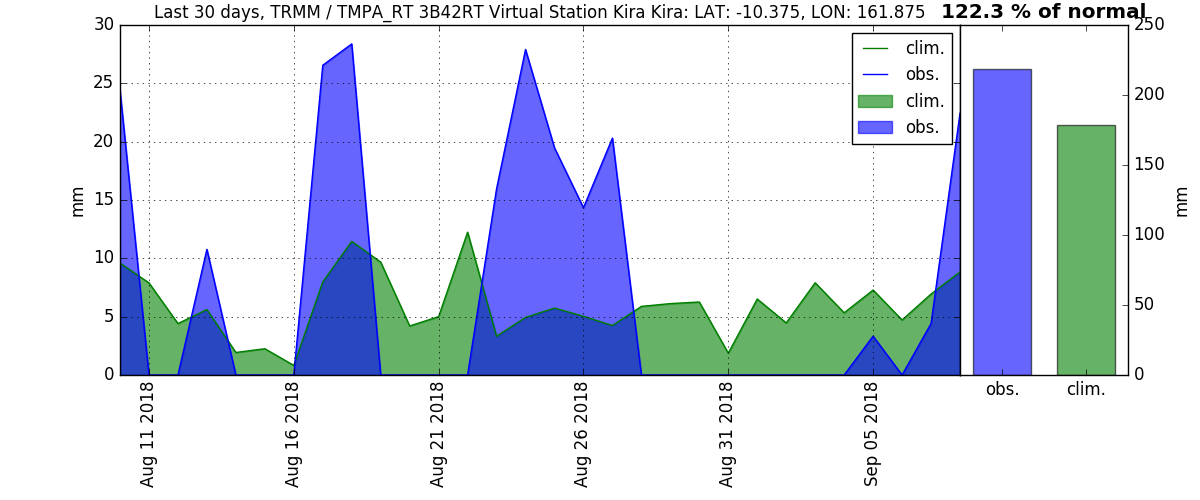 Last 30 days, TRMM / TMPA_RT 3B42RT Virtual Station Kira Kira: LAT: -10.375, LON: 161.875 122.3 % of normal
30
25
20
15
10
5
0
mm
clim.
obs.
clim.
obs.
250
200
150
100
50
0
mm
Aug 11 2018
Aug 16 2018
Aug 21 2018
Aug 26 2018
Aug 31 2018
Sep 05 2018
obs.
clim.